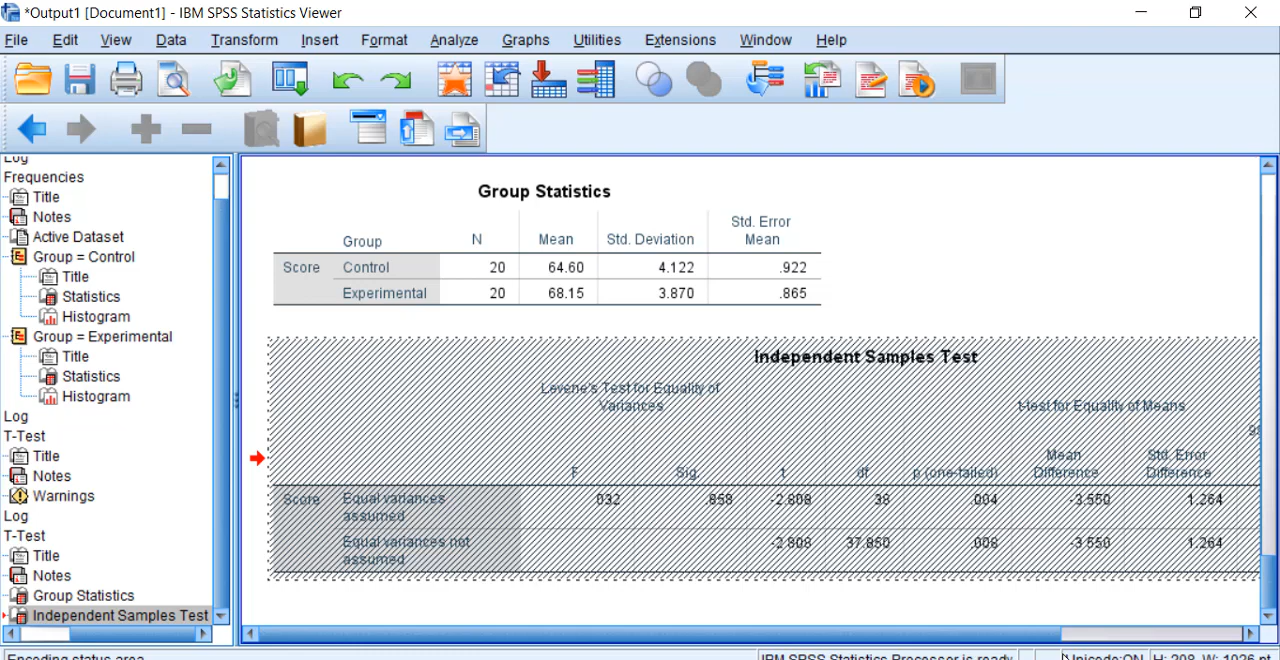 *Output1 [Document1] - IBM SPSS Statistics Viewer
File Edit View Data Transform Insert Format Analyze Graphs Utilities Extensions Window Help
Log
Frequencies
Title
Notes
Active Dataset
Group = Control
Title
Statistics
Histogram
Group = Experimental
Title
Statistics
Histogram
Log
T-Test
Title
Notes
Warnings
Log
T-Test
Title
Notes
Group Statistics
Independent Samples Test
Group Statistics
Group N Mean Std. Deviation Std. Error Mean
Score Control 20 64.60 4.122 .922
Experimental 20 68.15 3.870 .865
Independent Samples Test
Levene's Test for Equality of
Variances
t-test for Equality of Means
F Sig. t df p (one-tailed) Mean Difference Std. Error Difference
Score Equal variances assumed .032 .859 -2.808 38 .004 -3.550 1.264
Equal variances not assumed -2.808 37.850 .008 -3.550 1.264
Encoding status area
IBM SPSS Statistics Processor is ready
Unicode:ON H: 208, W: 1026 pt